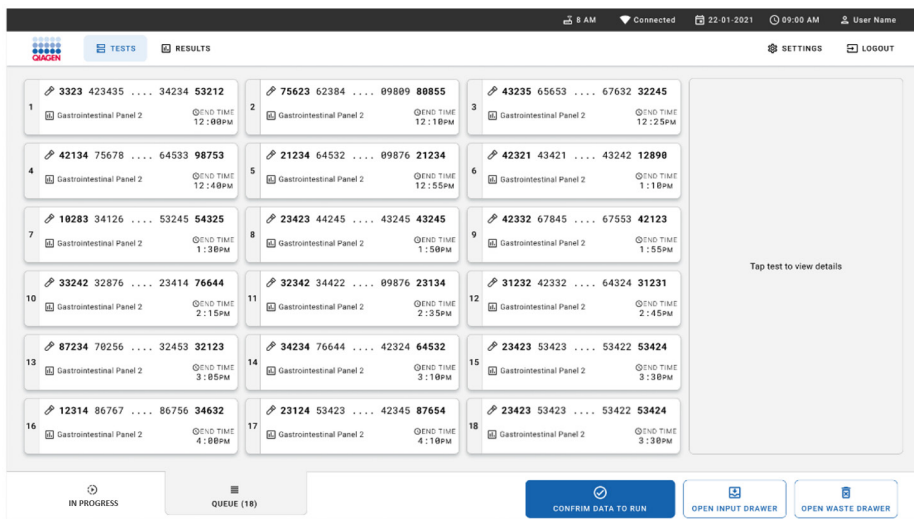 8 AM Connected 22-01-2021 09:00 AM User Name
QIAGEN TESTS RESULTS SETTINGS LOGOUT
1 3323 423435 .... 34234 53212
Gastrointestinal Panel 2 END TIME 12:00PM
2 75623 62384 .... 09809 80855
Gastrointestinal Panel 2 END TIME 12:10PM
3 43235 65653 .... 67632 32245
Gastrointestinal Panel 2 END TIME 12:25PM
4 42134 75678 .... 64533 98753
Gastrointestinal Panel 2 END TIME 12:40PM
5 21234 64532 .... 09876 21234
Gastrointestinal Panel 2 END TIME 12:55PM
6 42321 43421 .... 43242 12890
Gastrointestinal Panel 2 END TIME 1:10PM
7 10283 34126 .... 53245 54325
Gastrointestinal Panel 2 END TIME 1:30PM
8 23423 44245 .... 43245 43245
Gastrointestinal Panel 2 END TIME 1:50PM
9 42332 67845 .... 67553 42123
Gastrointestinal Panel 2 END TIME 1:55PM
10 33242 32876 .... 23414 76644
Gastrointestinal Panel 2 END TIME 2:15PM
11 32342 34422 .... 09876 23134
Gastrointestinal Panel 2 END TIME 2:35PM
12 31232 42332 .... 64324 31231
Gastrointestinal Panel 2 END TIME 2:45PM
13 87234 70256 .... 32453 32123
Gastrointestinal Panel 2 END TIME 3:05PM
14 34234 76644 .... 42324 64532
Gastrointestinal Panel 2 END TIME 3:10PM
15 23423 53423 .... 53422 53424
Gastrointestinal Panel 2 END TIME 3:30PM
16 12314 86767 .... 86756 34632
Gastrointestinal Panel 2 END TIME 4:00PM
17 23124 53423 .... 42345 87654
Gastrointestinal Panel 2 END TIME 4:10PM
18 23423 53423 .... 53422 53424
Gastrointestinal Panel 2 END TIME 3:30PM
Tap test to view details
IN PROGRESS QUEUE (18) CONFRIM DATA TO RUN OPEN INPUT DRAWER OPEN WASTE DRAWER